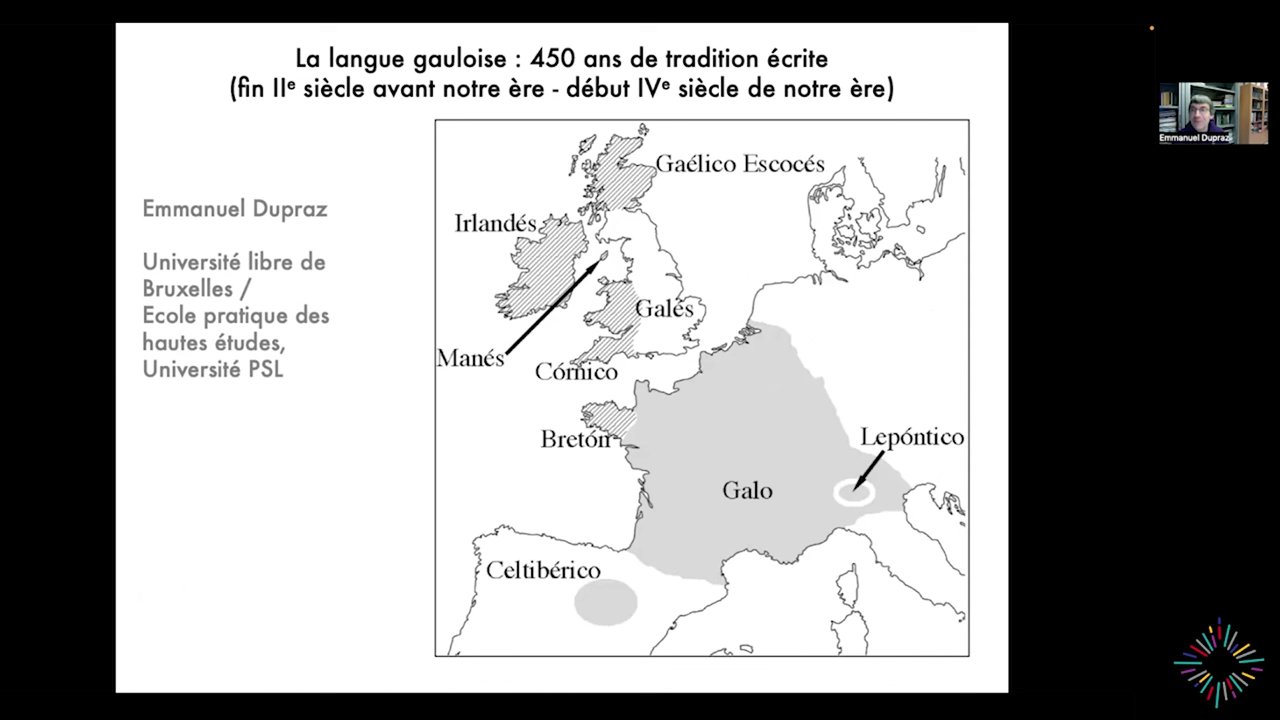 La langue gauloise : 450 ans de tradition écrite
(fin IIᵉ siècle avant notre ère - début IVᵉ siècle de notre ère)
Emmanuel Dupraz
Université libre de
Bruxelles /
Ecole pratique des
hautes études,
Université PSL
Gaélico Escocés
Irlandés
Galés
Manés
Córnico
Bretón
Lepóntico
Galo
Celtibérico
Emmanuel Dupraz